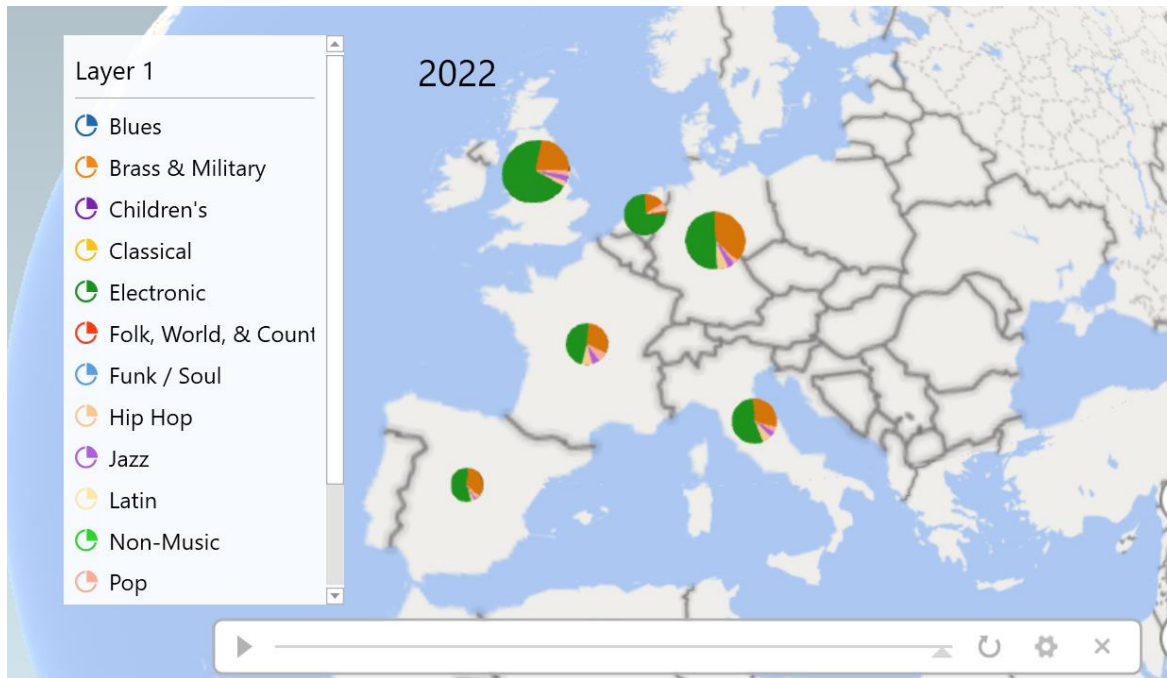 Layer 1
2022
Blues
Brass & Military
Children's
Classical
Electronic
Folk, World, & Count
Funk / Soul
Hip Hop
Jazz
Latin
Non-Music
Pop